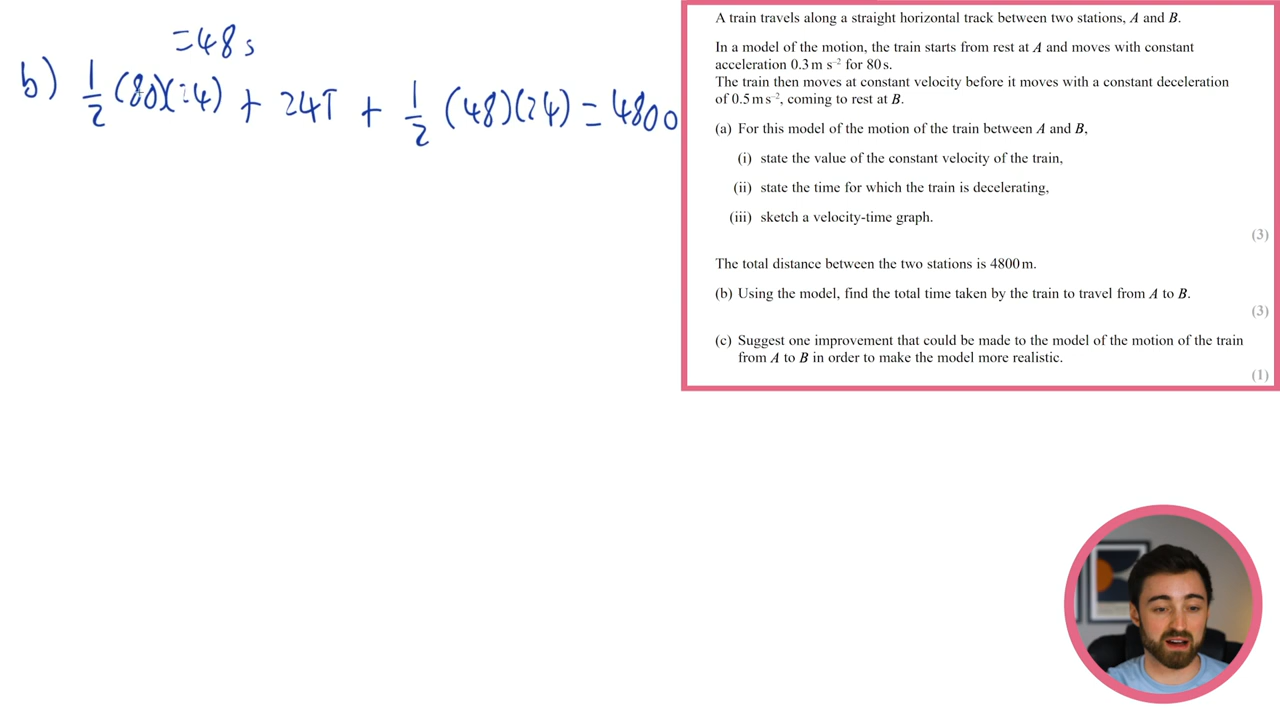 =48s
b) 1/2 (80)(24) + 24T + 1/2 (48)(24) = 4800
A train travels along a straight horizontal track between two stations, A and B.
In a model of the motion, the train starts from rest at A and moves with constant
acceleration 0.3 m s⁻² for 80 s.
The train then moves at constant velocity before it moves with a constant deceleration
of 0.5 m s⁻², coming to rest at B.
(a) For this model of the motion of the train between A and B,
(i) state the value of the constant velocity of the train,
(ii) state the time for which the train is decelerating,
(iii) sketch a velocity-time graph.
(3)
The total distance between the two stations is 4800 m.
(b) Using the model, find the total time taken by the train to travel from A to B.
(3)
(c) Suggest one improvement that could be made to the model of the motion of the train
from A to B in order to make the model more realistic.
(1)